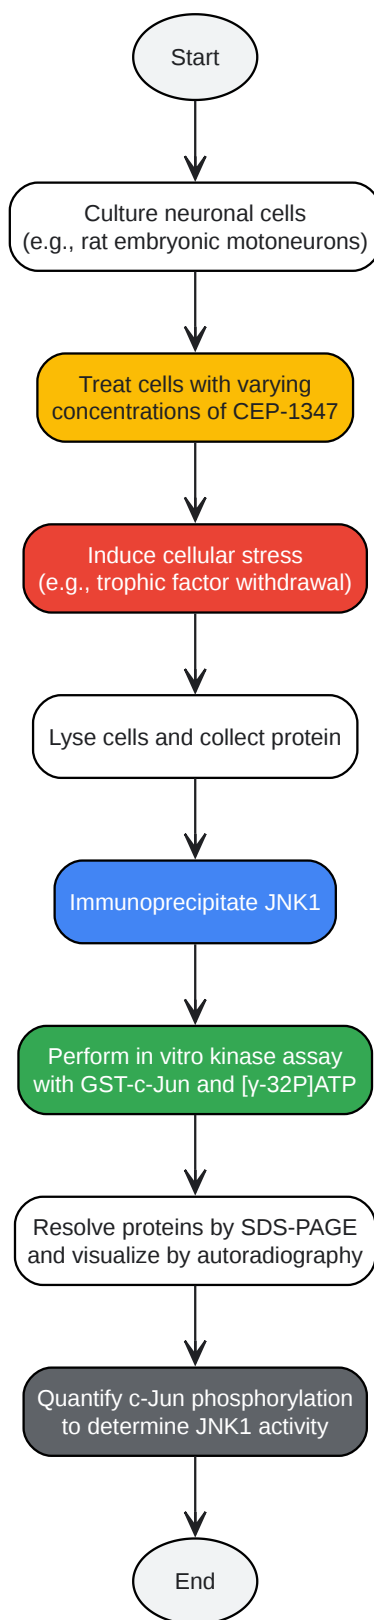 Start
Culture neuronal cells
(e.g., rat embryonic motoneurons)
Treat cells with varying
concentrations of CEP-1347
Induce cellular stress
(e.g., trophic factor withdrawal)
Lyse cells and collect protein
Immunoprecipitate JNK1
Perform in vitro kinase assay
with GST-c-Jun and [γ-32P]ATP
Resolve proteins by SDS-PAGE
and visualize by autoradiography
Quantify c-Jun phosphorylation
to determine JNK1 activity
End